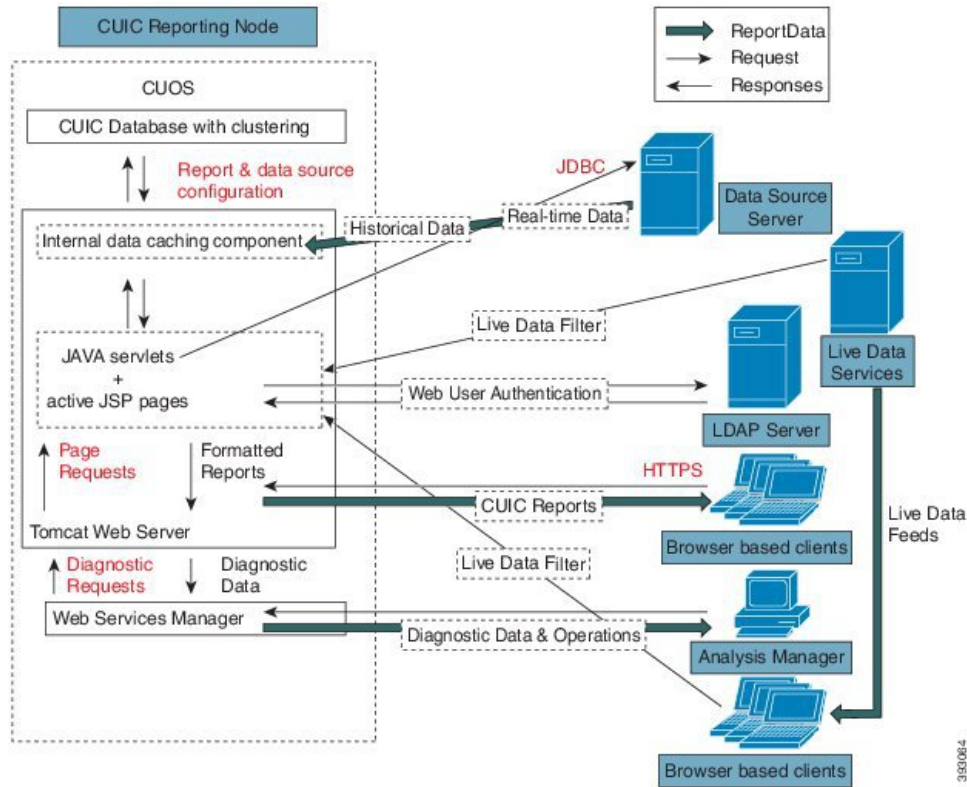 CUIC Reporting Node
ReportData
Request
Responses
CUOS
CUIC Database with clustering
Report & data source
configuration
JDBC
Data Source
Server
Real-time Data
Historical Data
Internal data caching component
Live Data Filter
JAVA servlets
+
active JSP pages
Live Data
Services
Web User Authentication
LDAP Server
Page
Requests
Formatted
Reports
HTTPS
CUIC Reports
Tomcat Web Server
Browser based clients
Live Data
Feeds
Diagnostic
Requests
Diagnostic
Data
Live Data Filter
Web Services Manager
Diagnostic Data & Operations
Analysis Manager
Browser based clients
393064